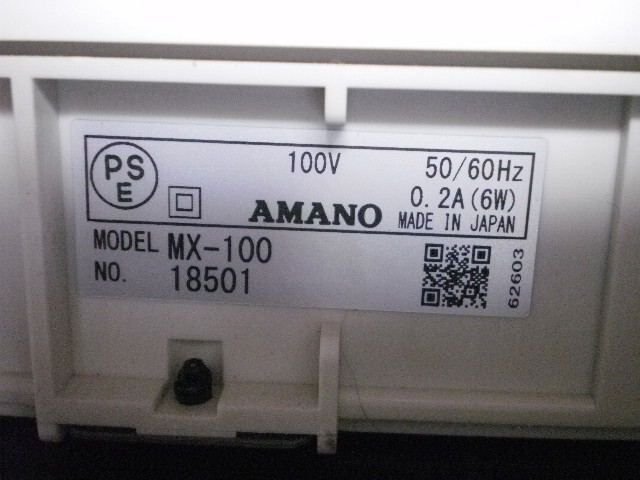 PS
E
100V 50/60Hz
0.2A(6W)
AMANO MADE IN JAPAN
MODEL MX-100
NO. 18501
62603